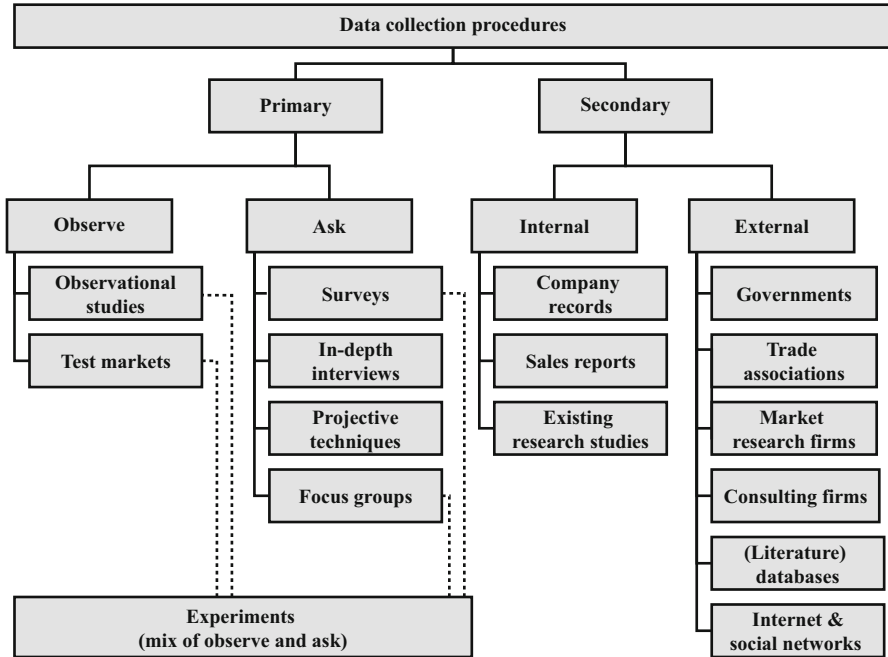 Data collection procedures
Primary
Secondary
Observe
Ask
Internal
External
Observational
studies
Test markets
Surveys
In-depth
interviews
Projective
techniques
Focus groups
Company
records
Sales reports
Existing
research studies
Governments
Trade
associations
Market
research firms
Consulting firms
(Literature)
databases
Internet &
social networks
Experiments
(mix of observe and ask)